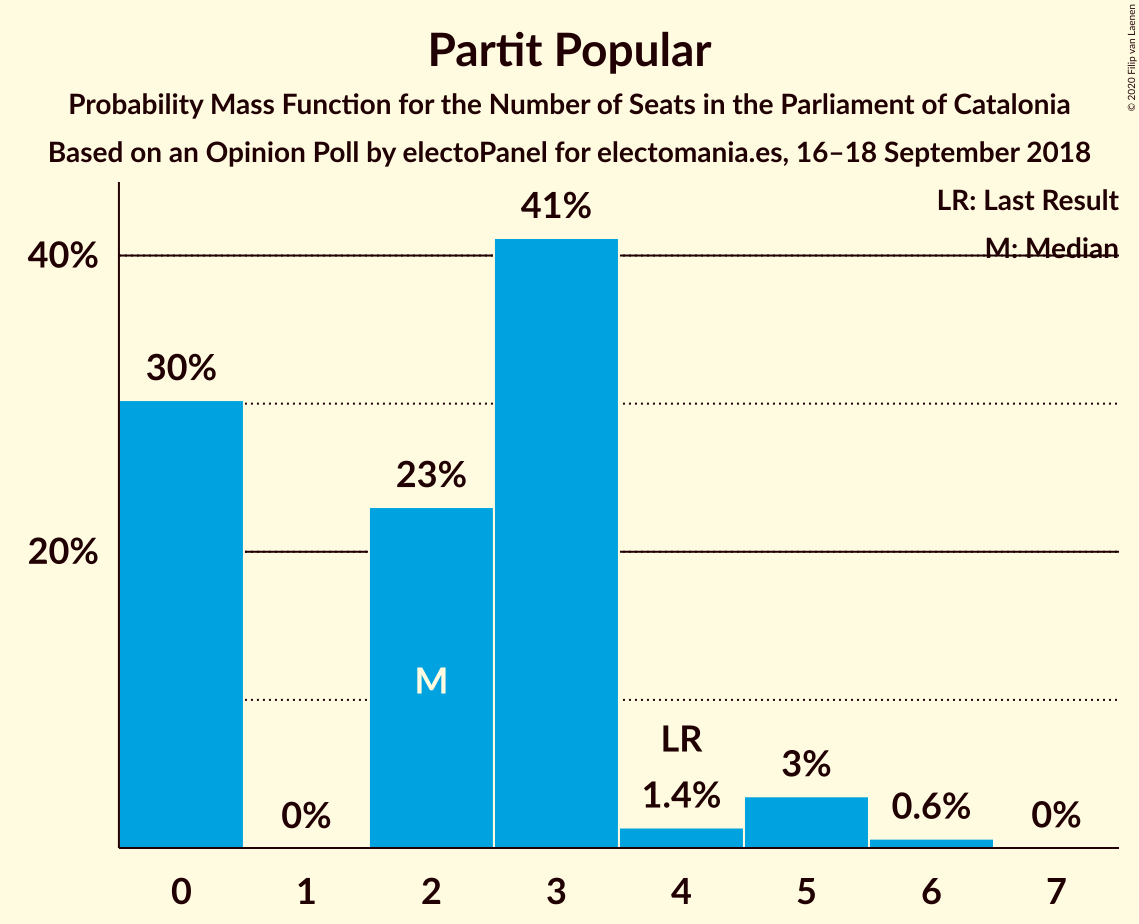 Partit Popular
Probability Mass Function for the Number of Seats in the Parliament of Catalonia
Based on an Opinion Poll by electoPanel for electomania.es, 16–18 September 2018
© 2020 Filip van Laenen
LR: Last Result
M: Median
40%
20%
30%
0%
23%
41%
1.4%
3%
0.6%
0%
M
LR
0 1 2 3 4 5 6 7